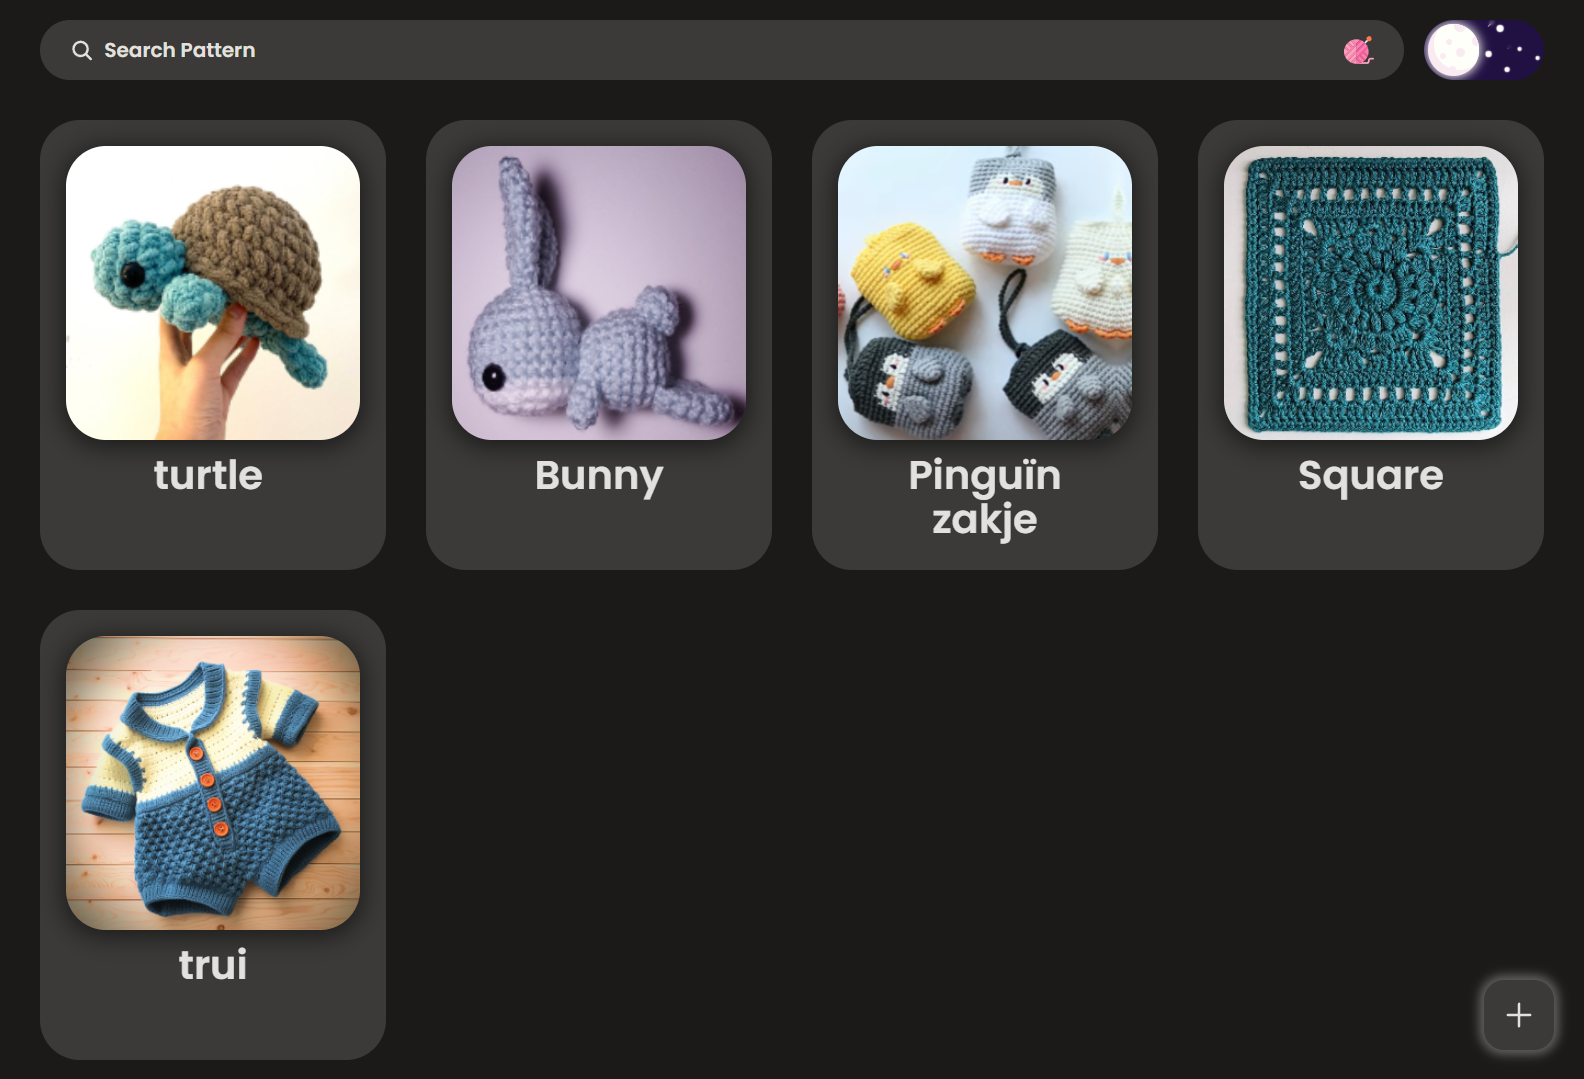 Search Pattern
turtle
Bunny
Pinguïn
zakje
Square
trui